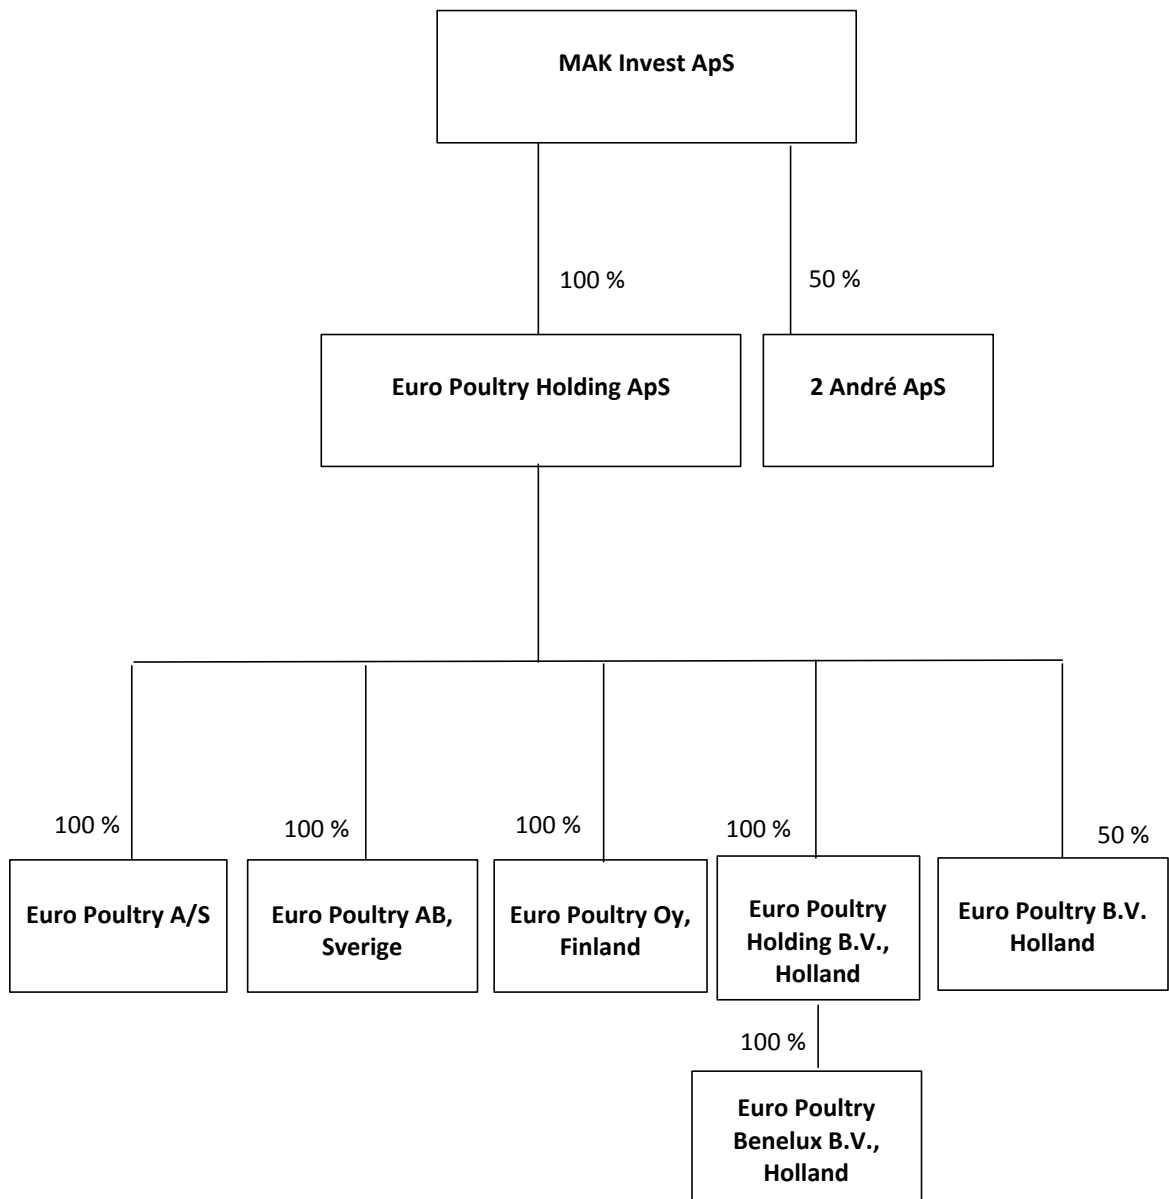 MAK Invest ApS
100 %
50 %
Euro Poultry Holding ApS
2 André ApS
100 %
100 %
100 %
100 %
50 %
Euro Poultry A/S
Euro Poultry AB,
Sverige
Euro Poultry Oy,
Finland
Euro Poultry
Holding B.V.,
Holland
Euro Poultry B.V.
Holland
100 %
Euro Poultry
Benelux B.V.,
Holland